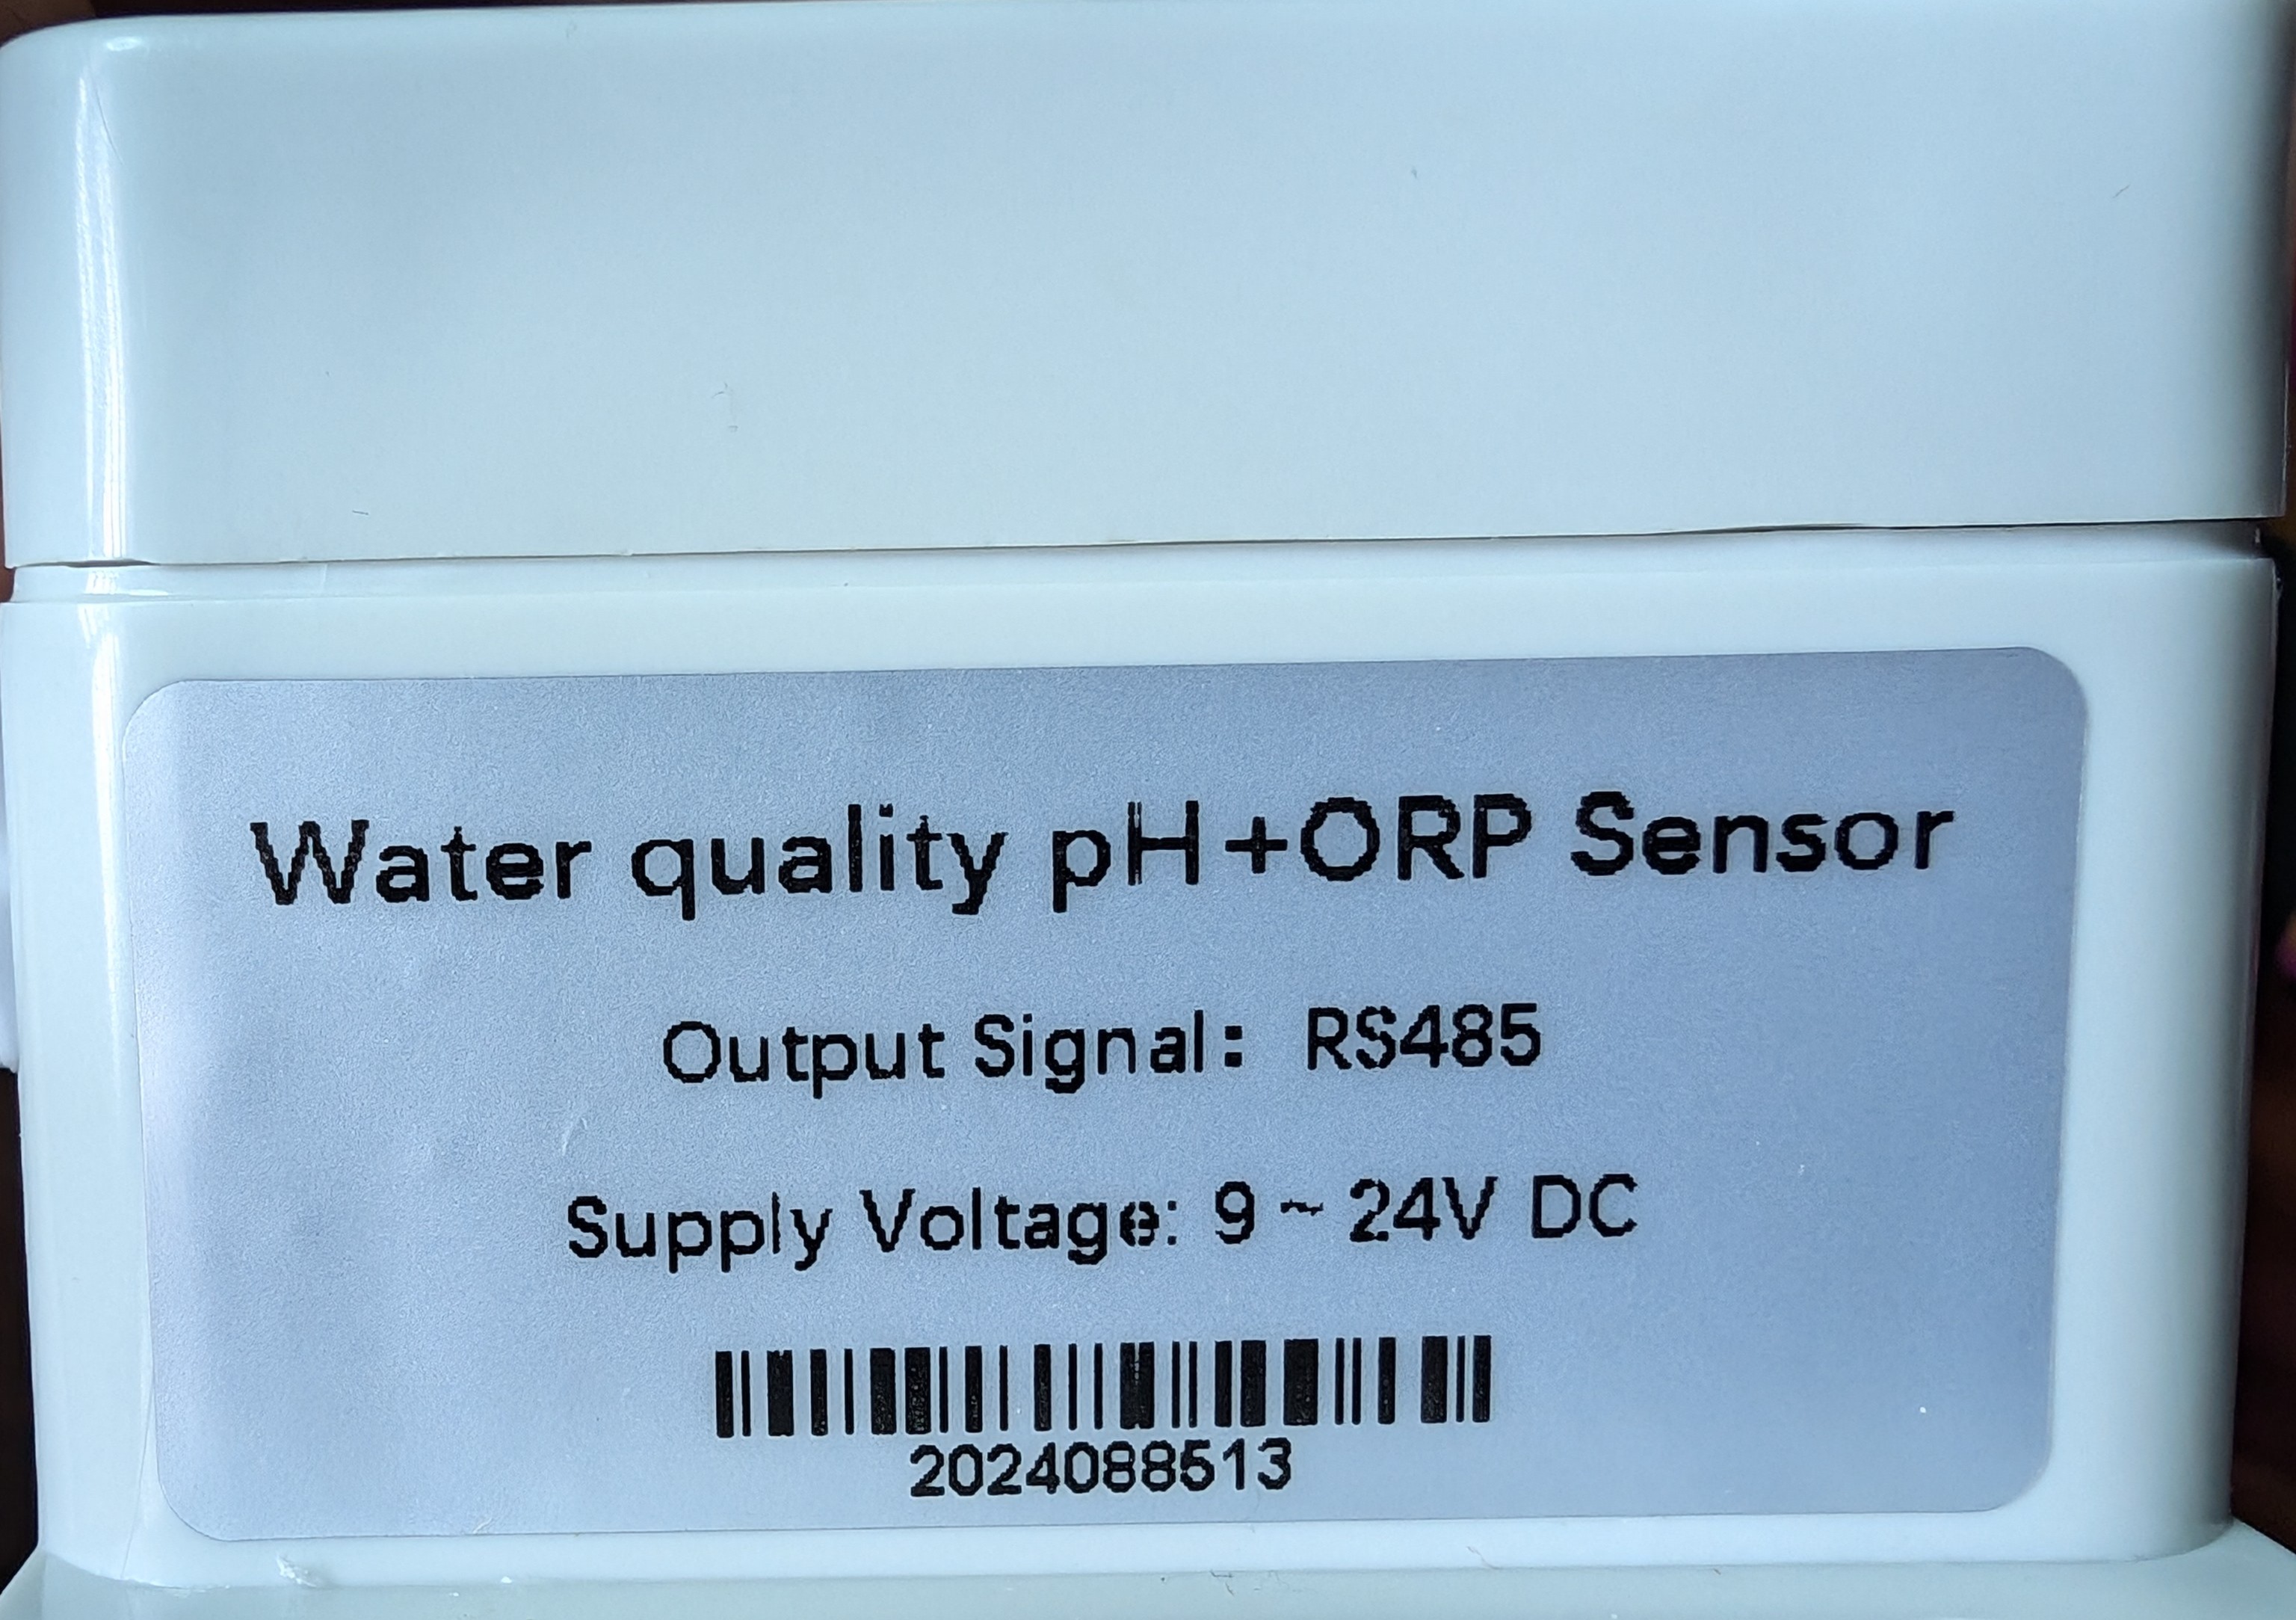 Water quality pH+ORP Sensor
Output Signal: RS485
Supply Voltage: 9~24V DC
2024088513